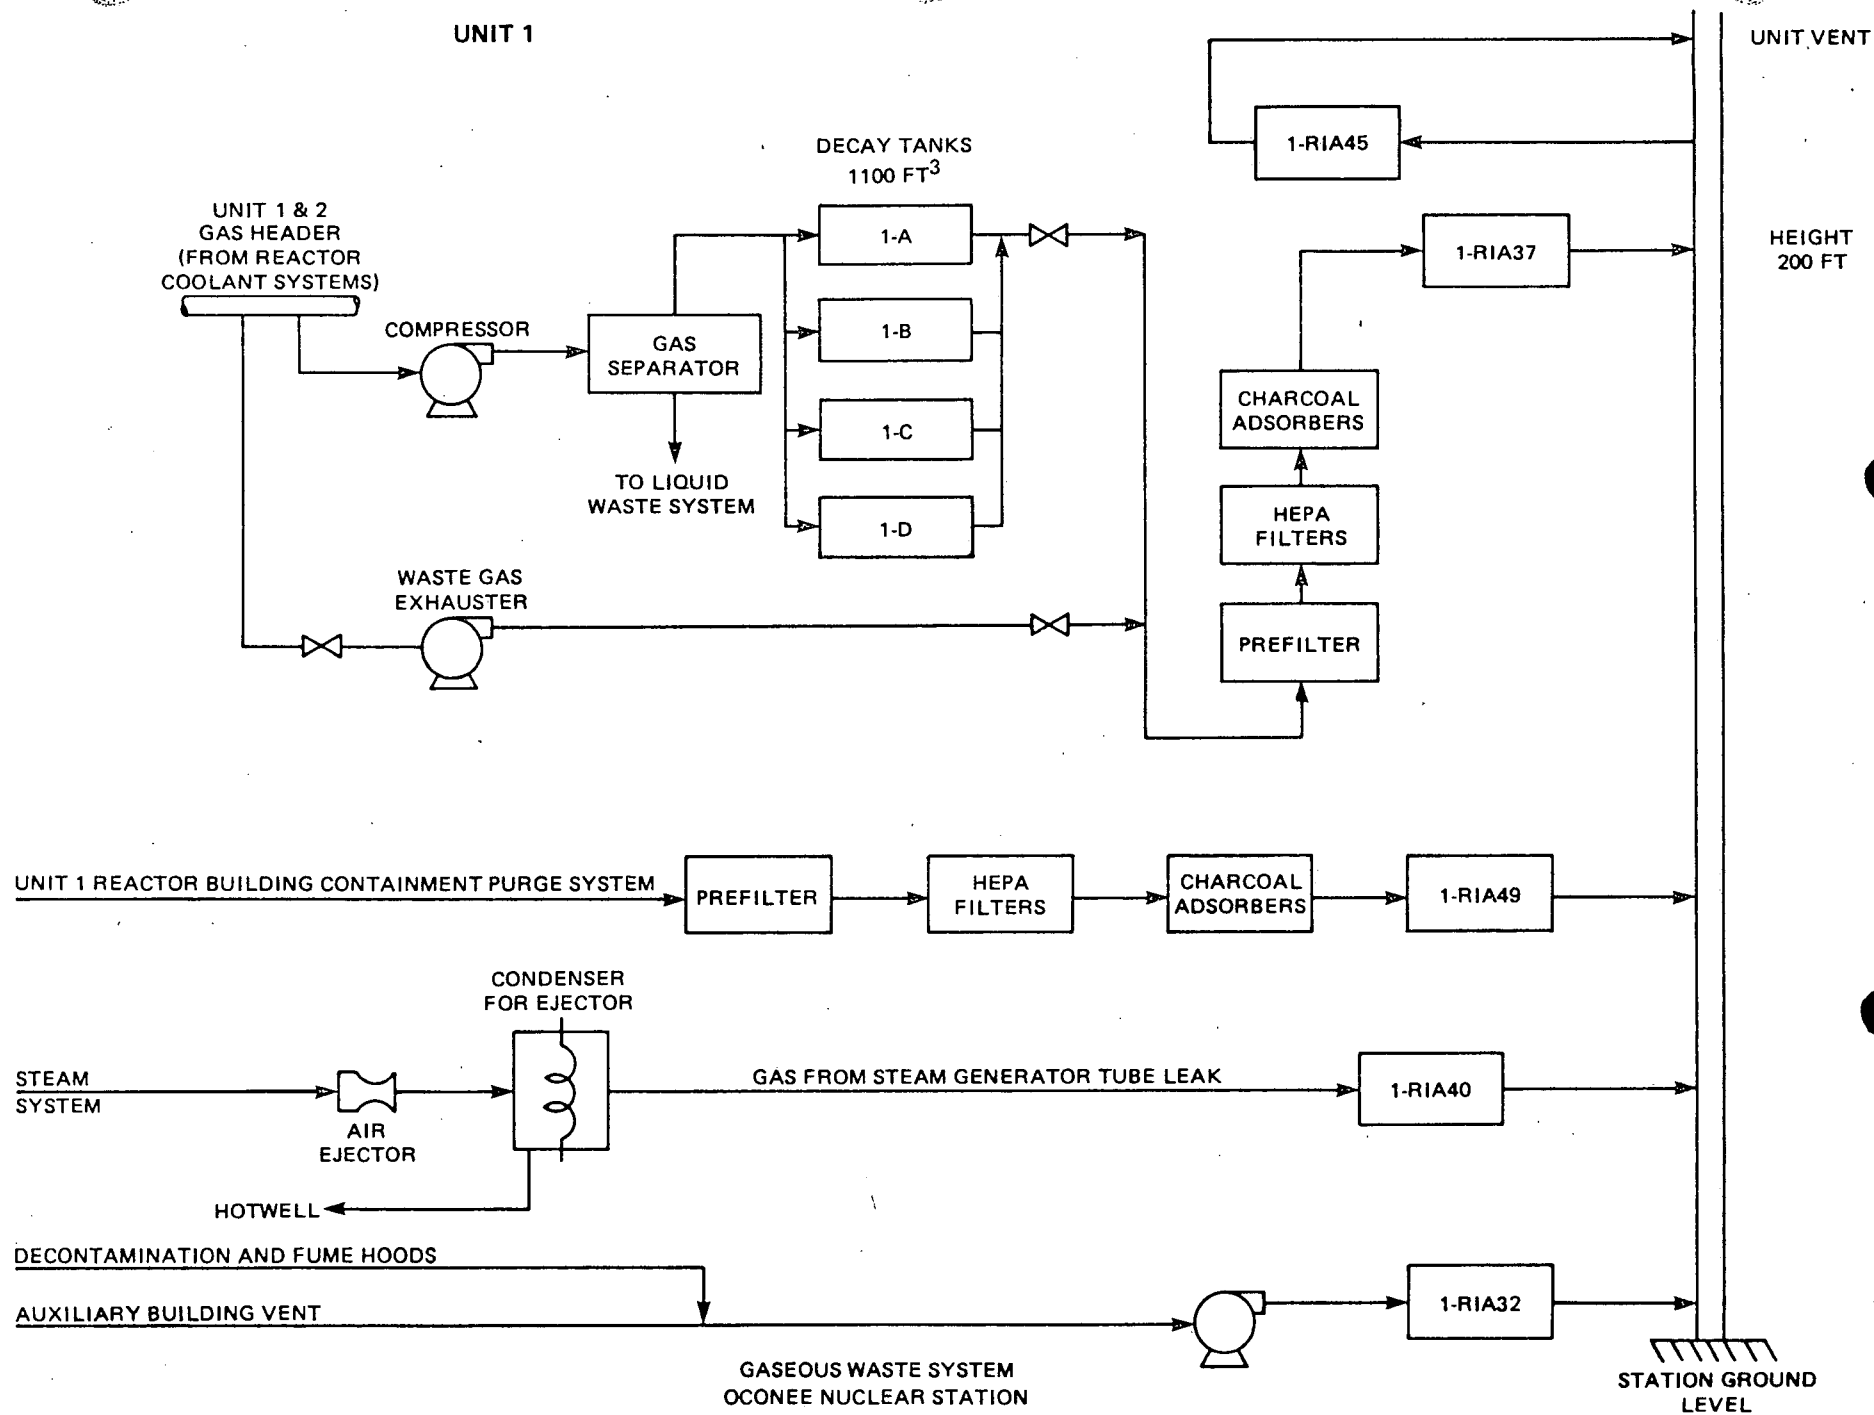 UNIT 1
UNIT VENT
1-RIA45
DECAY TANKS
1100 FT³
UNIT 1 & 2
GAS HEADER
(FROM REACTOR
COOLANT SYSTEMS)
1-A
1-RIA37
HEIGHT
200 FT
COMPRESSOR
GAS
SEPARATOR
1-B
CHARCOAL
ADSORBERS
1-C
TO LIQUID
WASTE SYSTEM
HEPA
FILTERS
1-D
WASTE GAS
EXHAUSTER
PREFILTER
UNIT 1 REACTOR BUILDING CONTAINMENT PURGE SYSTEM
PREFILTER
HEPA
FILTERS
CHARCOAL
ADSORBERS
1-RIA49
CONDENSER
FOR EJECTOR
STEAM
SYSTEM
AIR
EJECTOR
GAS FROM STEAM GENERATOR TUBE LEAK
1-RIA40
HOTWELL
DECONTAMINATION AND FUME HOODS
AUXILIARY BUILDING VENT
1-RIA32
GASEOUS WASTE SYSTEM
OCONEE NUCLEAR STATION
STATION GROUND
LEVEL